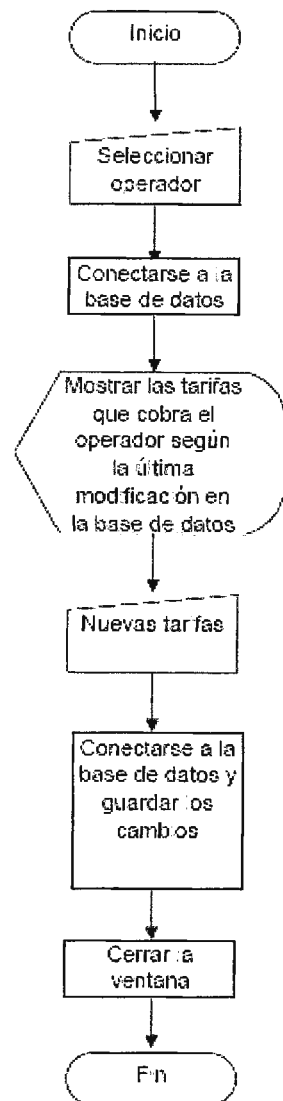 Inicio
Seleccionar
operador
Conectarse a la
base de datos
Mostrar las tarifas
que cobra el
operador según
la última
modificación en
la base de datos
Nuevas tarifas
Conectarse a la
base de datos y
guardar los
cambios
Cerrar la
ventana
Fin